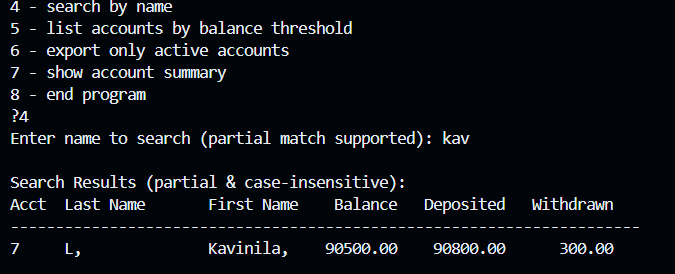 4 - search by name
5 - list accounts by balance threshold
6 - export only active accounts
7 - show account summary
8 - end program
?4
Enter name to search (partial match supported): kav
Search Results (partial & case-insensitive):
Acct  Last Name       First Name    Balance   Deposited   Withdrawn
----------------------------------------------------------------------
7     L,              Kavinila,    90500.00    90800.00      300.00